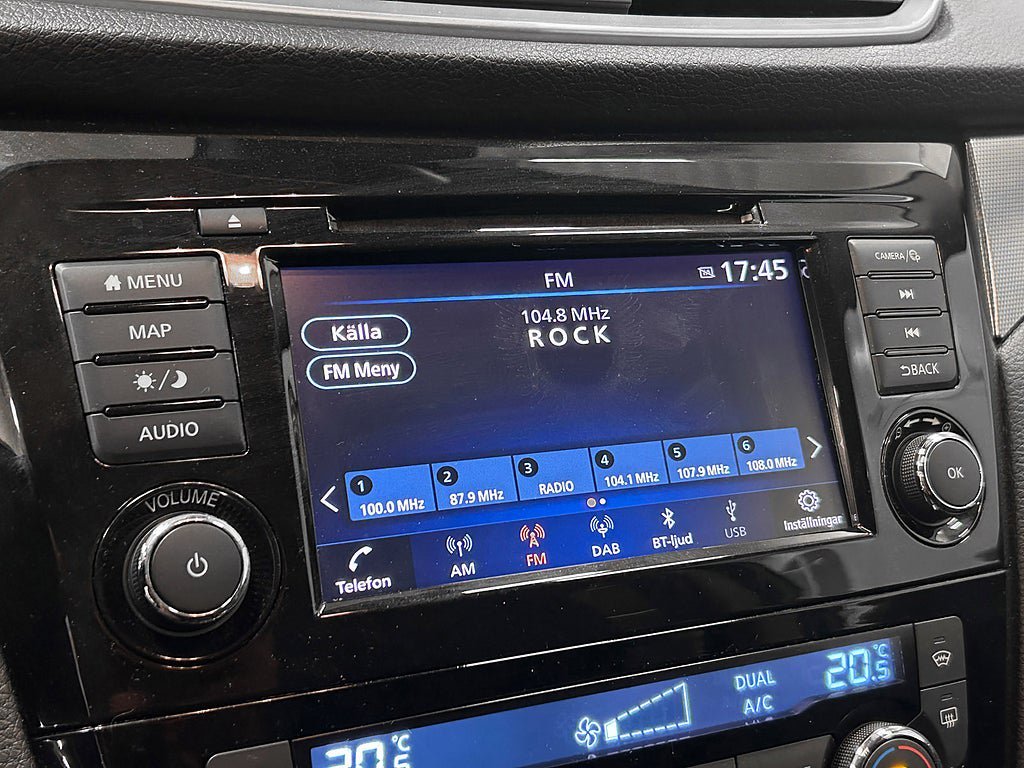 FM
17:45
104.8 MHz
ROCK
Källa
FM Meny
1 100.0 MHz
2 87.9 MHz
3 RADIO
4 104.1 MHz
5 107.9 MHz
6 108.0 MHz
Telefon
AM
FM
DAB
BT-ljud
USB
Inställningar
MENU
MAP
AUDIO
VOLUME
CAMERA/
BACK
OK
20.5 °C
DUAL
A/C
20.5 °C